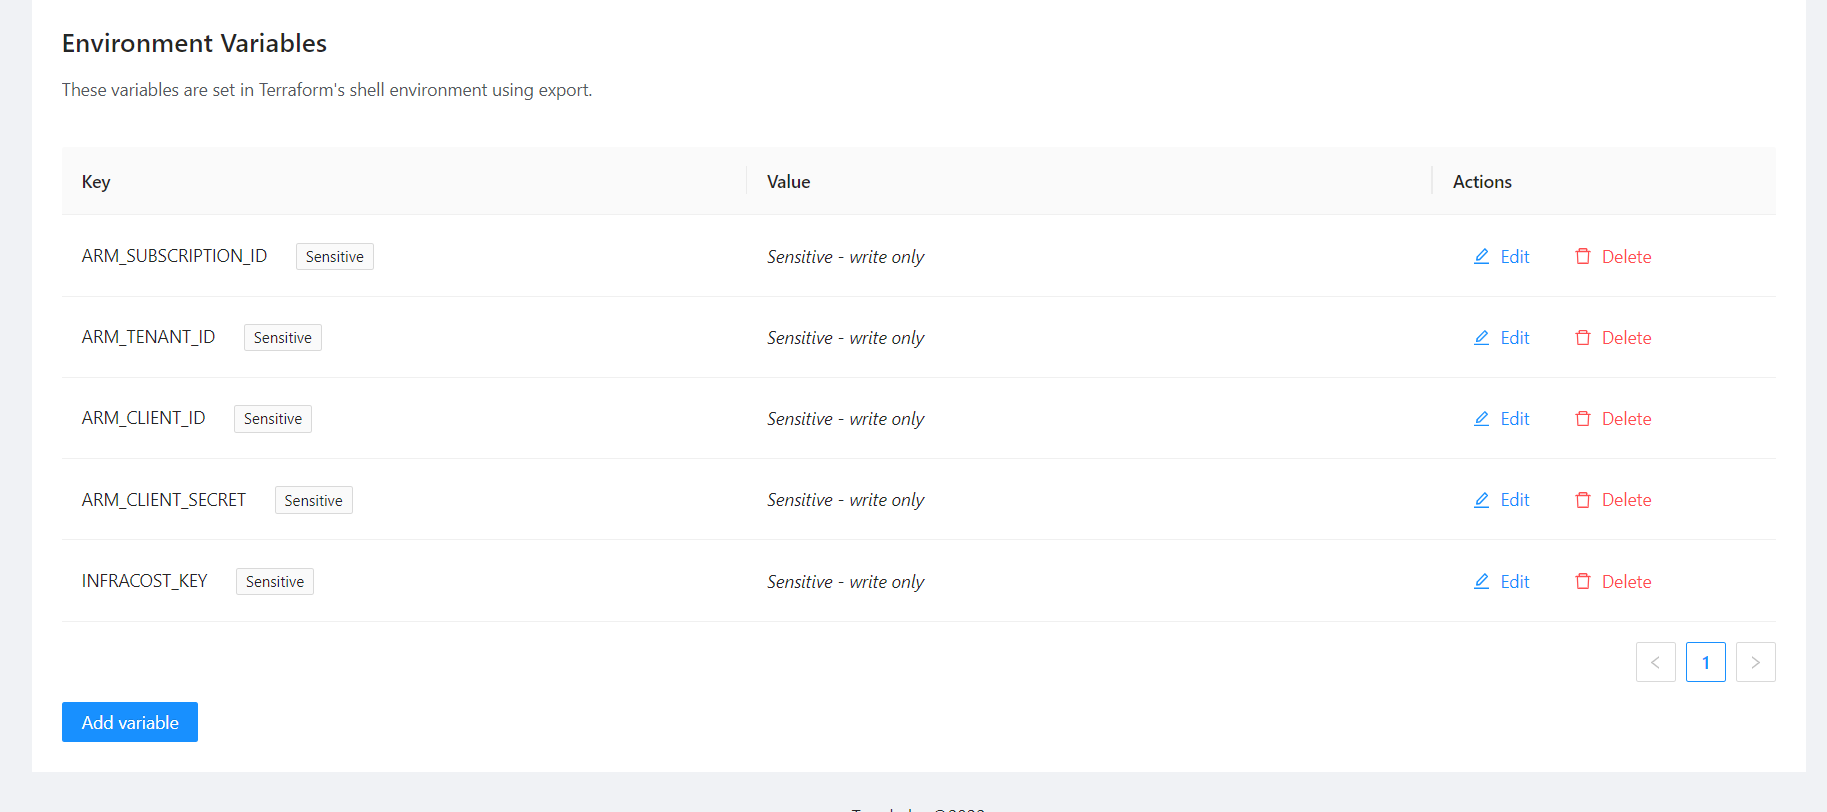 Environment Variables
These variables are set in Terraform's shell environment using export.
Key Value Actions
ARM_SUBSCRIPTION_ID Sensitive Sensitive - write only Edit Delete
ARM_TENANT_ID Sensitive Sensitive - write only Edit Delete
ARM_CLIENT_ID Sensitive Sensitive - write only Edit Delete
ARM_CLIENT_SECRET Sensitive Sensitive - write only Edit Delete
INFRACOST_KEY Sensitive Sensitive - write only Edit Delete
< 1 >
Add variable